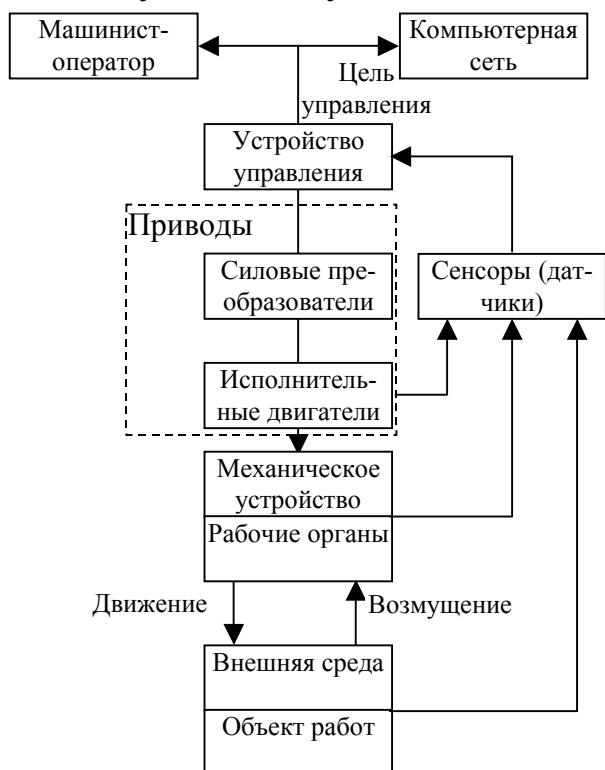 Машинист-
оператор
Компьютерная
сеть
Цель
управления
Устройство
управления
Приводы
Силовые пре-
образователи
Сенсоры (дат-
чики)
Исполнитель-
ные двигатели
Механическое
устройство
Рабочие органы
Движение
Возмущение
Внешняя среда
Объект работ